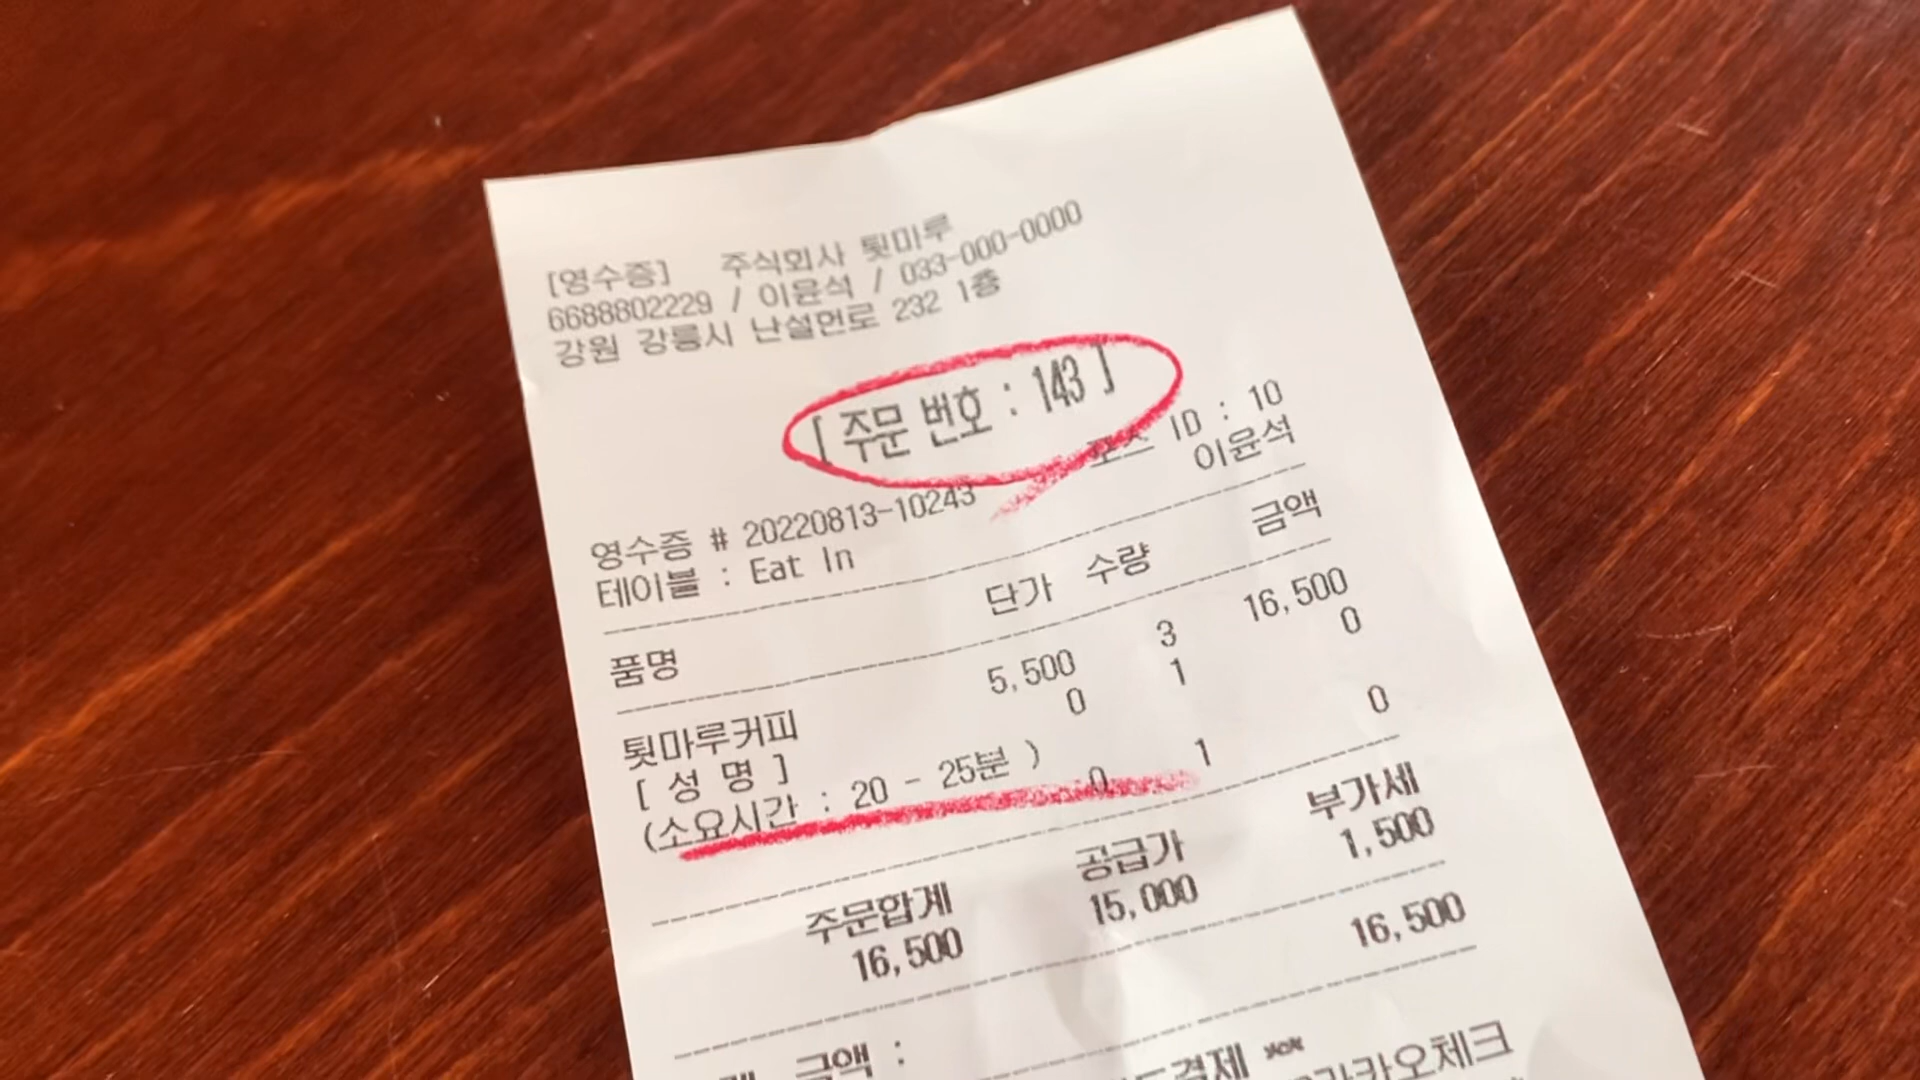 [영수증] 주식회사 툇마루
6688802229 / 이윤석 / 033-000-0000
강원 강릉시 난설헌로 232 1층
[ 주문 번호 : 143 ]
포스 ID : 10
이윤석
영수증 # 20220813-10243
테이블 : Eat In
품명 단가 수량 금액
툇마루커피 5,500 3 16,500
[ 성 명 ] 0 1 0
(소요시간 : 20 - 25분 ) 0 1 0
주문합계 공급가 부가세
16,500 15,000 1,500
금액 : 16,500
결제
카카오체크